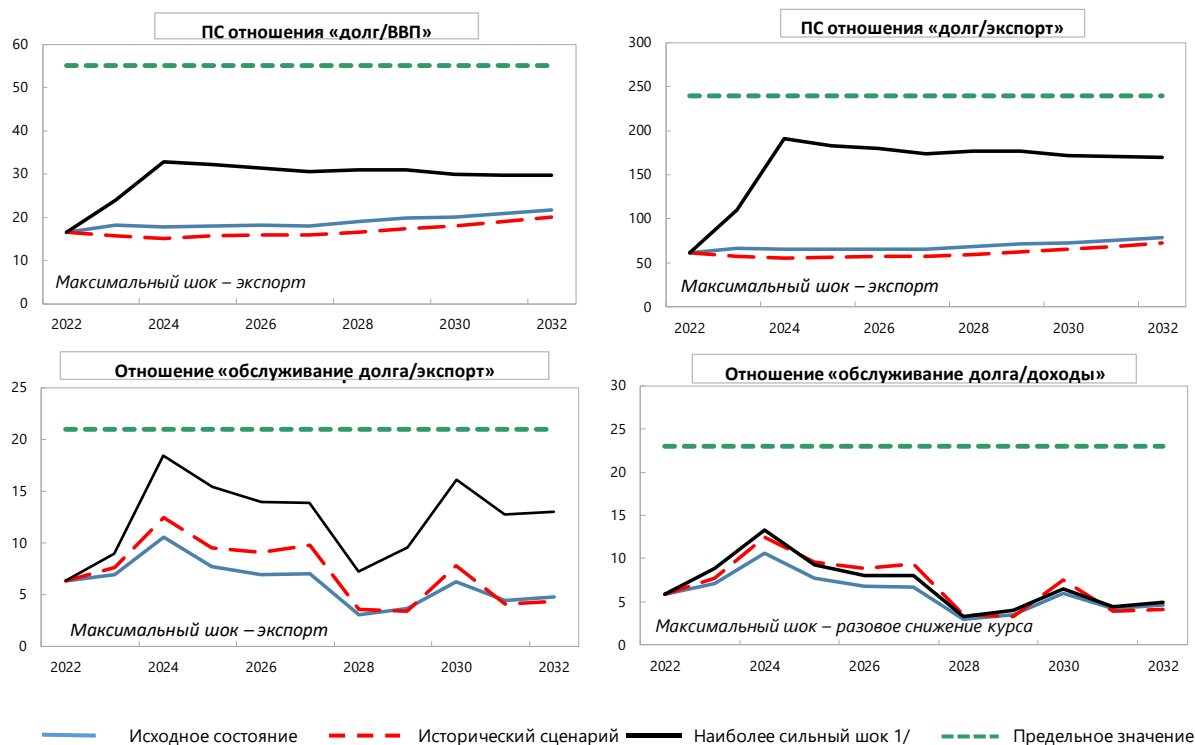 ПС отношения «долг/ВВП»
60
50
40
30
20
10
0
Максимальный шок – экспорт
2022 2024 2026 2028 2030 2032
ПС отношения «долг/экспорт»
300
250
200
150
100
50
0
Максимальный шок – экспорт
2022 2024 2026 2028 2030 2032
Отношение «обслуживание долга/экспорт»
25
20
15
10
5
0
Максимальный шок – экспорт
2022 2024 2026 2028 2030 2032
Отношение «обслуживание долга/доходы»
30
25
20
15
10
5
0
Максимальный шок – разовое снижение курса
2022 2024 2026 2028 2030 2032
Исходное состояние Исторический сценарий Наиболее сильный шок 1/ Предельное значение